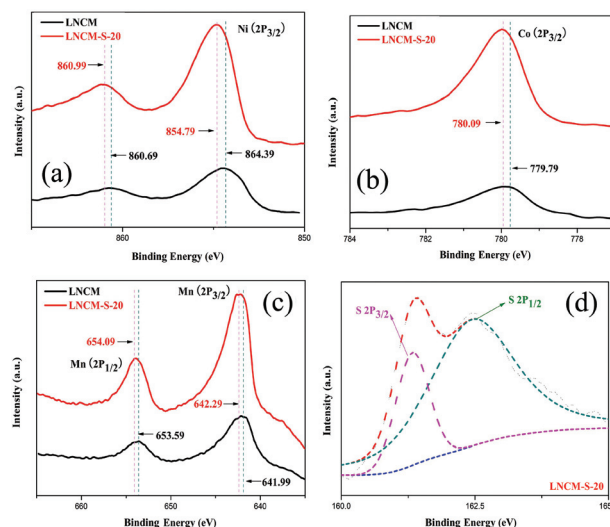 LNCM
LNCM-S-20
Ni (2P3/2)
860.99
854.79
860.69
864.39
(a)
Intensity (a.u.)
860
850
Binding Energy (eV)
LNCM
LNCM-S-20
Co (2P3/2)
780.09
779.79
(b)
Intensity (a.u.)
784
782
780
778
Binding Energy (eV)
LNCM
LNCM-S-20
Mn (2P3/2)
(c)
654.09
Mn (2P1/2)
642.29
653.59
641.99
Intensity (a.u.)
660
650
640
Binding Energy (eV)
(d)
S 2P1/2
S 2P3/2
LNCM-S-20
Intensity (a.u.)
160.0
162.5
165
Binding Energy (eV)